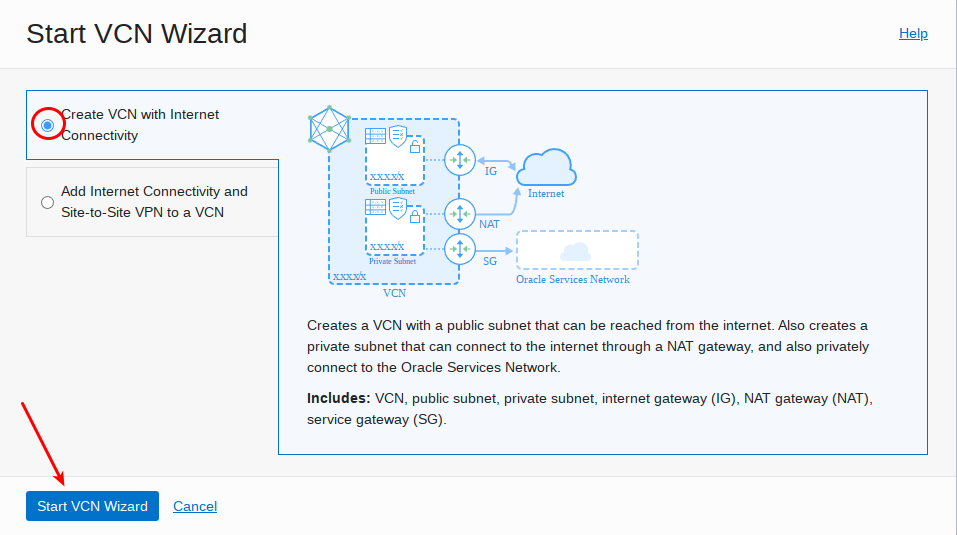 Start VCN Wizard
Help
Create VCN with Internet
Connectivity
Add Internet Connectivity and
Site-to-Site VPN to a VCN
X.X.X.X/X
Public Subnet
IG
Internet
NAT
X.X.X.X/X
Private Subnet
SG
X.X.X.X/X
VCN
Oracle Services Network
Creates a VCN with a public subnet that can be reached from the internet. Also creates a
private subnet that can connect to the internet through a NAT gateway, and also privately
connect to the Oracle Services Network.
Includes: VCN, public subnet, private subnet, internet gateway (IG), NAT gateway (NAT),
service gateway (SG).
Start VCN Wizard
Cancel